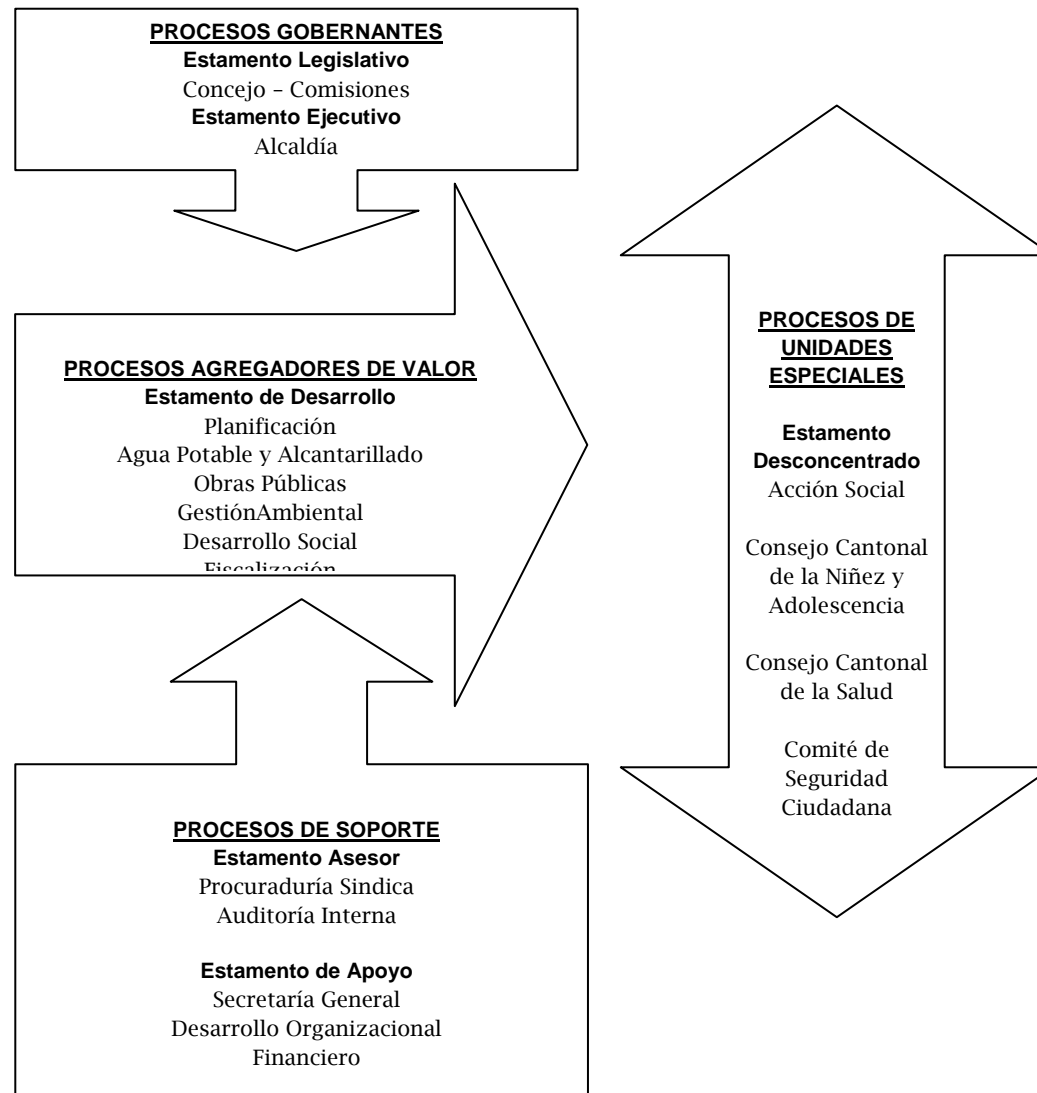 PROCESOS GOBERNANTES
Estamento Legislativo
Concejo – Comisiones
Estamento Ejecutivo
Alcaldía
PROCESOS AGREGADORES DE VALOR
Estamento de Desarrollo
Planificación
Agua Potable y Alcantarillado
Obras Públicas
GestiónAmbiental
Desarrollo Social
Fiscalización
PROCESOS DE SOPORTE
Estamento Asesor
Procuraduría Sindica
Auditoría Interna
Estamento de Apoyo
Secretaría General
Desarrollo Organizacional
Financiero
PROCESOS DE
UNIDADES
ESPECIALES
Estamento
Desconcentrado
Acción Social
Consejo Cantonal
de la Niñez y
Adolescencia
Consejo Cantonal
de la Salud
Comité de
Seguridad
Ciudadana